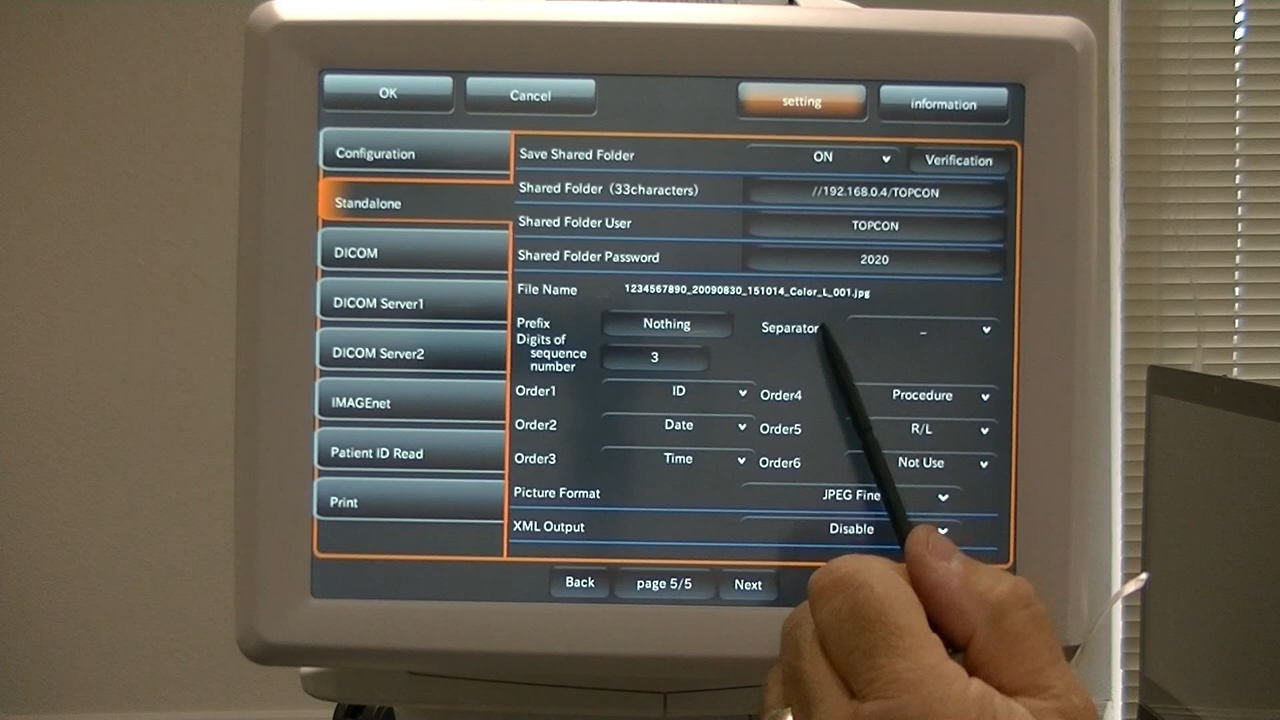 OK Cancel setting information
Configuration
Standalone
DICOM
DICOM Server1
DICOM Server2
IMAGEnet
Patient ID Read
Print
Save Shared Folder ON Verification
Shared Folder (33characters) //192.168.0.4/TOPCON
Shared Folder User TOPCON
Shared Folder Password 2020
File Name 1234567890_20090830_151014_Color_L_001.jpg
Prefix Nothing Separator _
Digits of
sequence
number 3
Order1 ID Order4 Procedure
Order2 Date Order5 R/L
Order3 Time Order6 Not Use
Picture Format JPEG Fine
XML Output Disable
Back page 5/5 Next